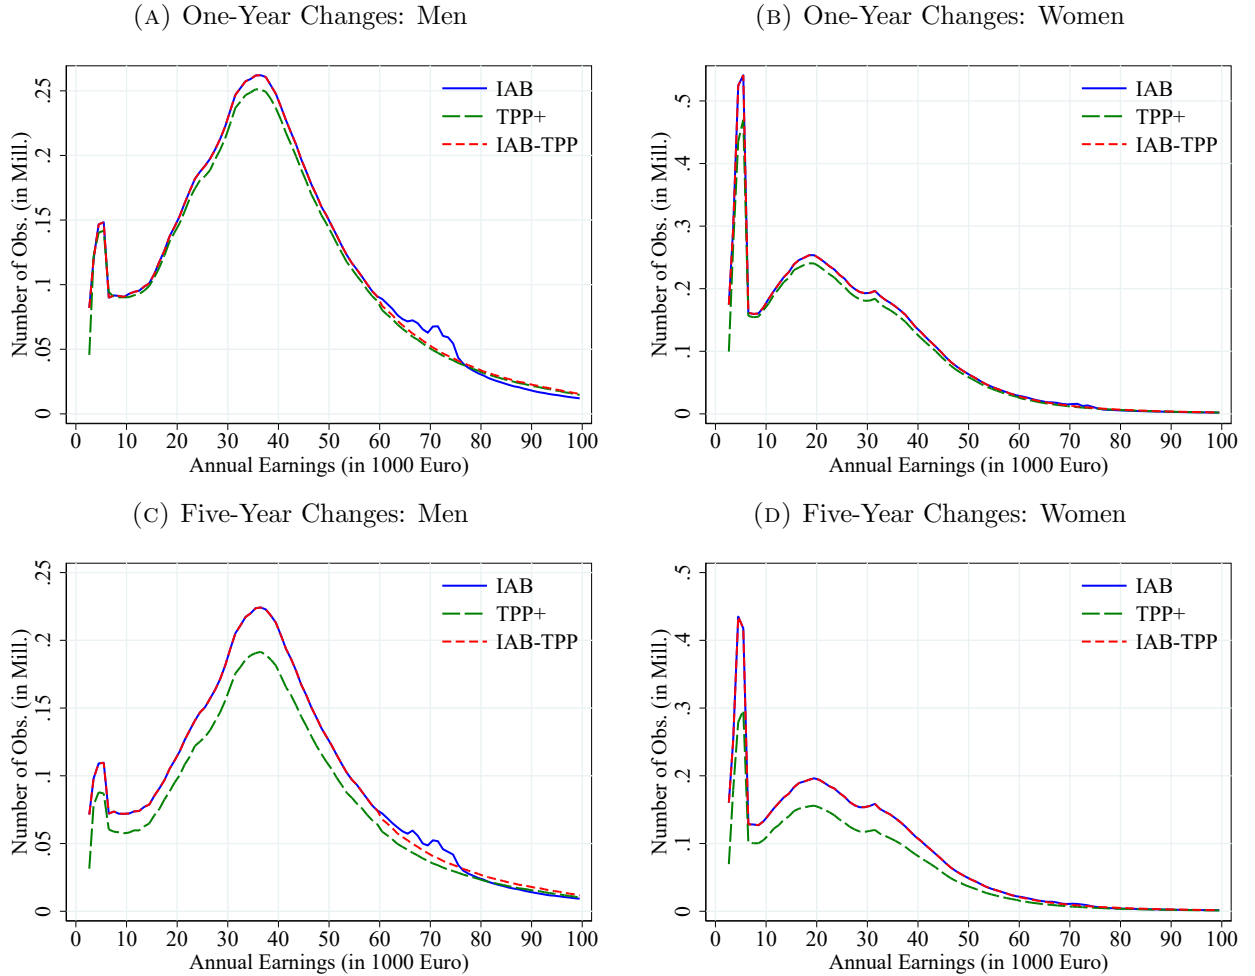 (A) One-Year Changes: Men
Number of Obs. (in Mill.)
.25
.2
.15
.1
.05
0
IAB
TPP+
IAB-TPP
0 10 20 30 40 50 60 70 80 90 100
Annual Earnings (in 1000 Euro)
(B) One-Year Changes: Women
Number of Obs. (in Mill.)
.5
.4
.3
.2
.1
0
IAB
TPP+
IAB-TPP
0 10 20 30 40 50 60 70 80 90 100
Annual Earnings (in 1000 Euro)
(C) Five-Year Changes: Men
Number of Obs. (in Mill.)
.25
.2
.15
.1
.05
0
IAB
TPP+
IAB-TPP
0 10 20 30 40 50 60 70 80 90 100
Annual Earnings (in 1000 Euro)
(D) Five-Year Changes: Women
Number of Obs. (in Mill.)
.5
.4
.3
.2
.1
0
IAB
TPP+
IAB-TPP
0 10 20 30 40 50 60 70 80 90 100
Annual Earnings (in 1000 Euro)